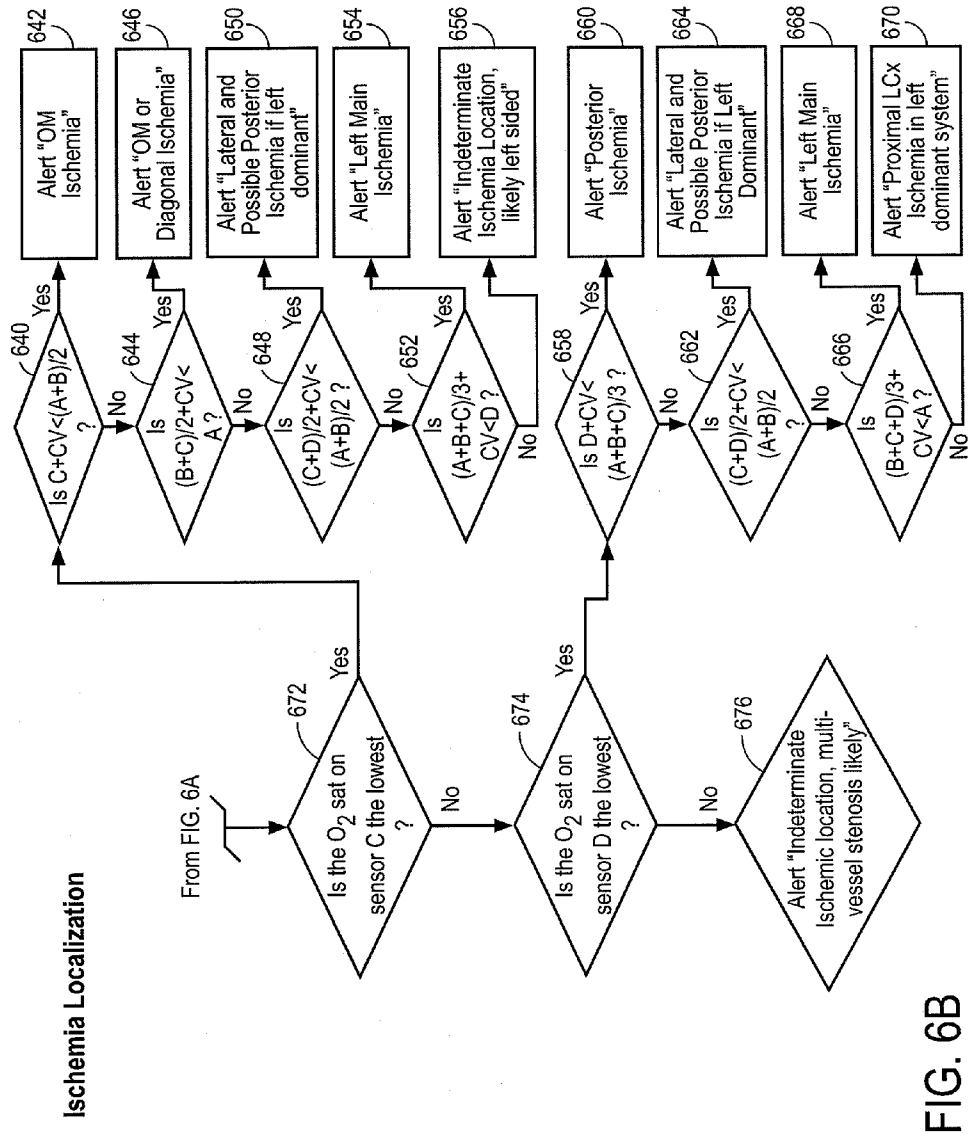 Ischemia Localization
From FIG. 6A
672
Is the O2 sat on
sensor C the lowest
?
Yes
No
674
Is the O2 sat on
sensor D the lowest
?
Yes
No
676
Alert "Indeterminate
Ischemic location, multi-
vessel stenosis likely"
640
Is C+CV<(A+B)/2
?
Yes
No
642
Alert "OM
Ischemia"
644
Is
(B+C)/2+CV<
A?
Yes
No
646
Alert "OM or
Diagonal Ischemia"
648
Is
(C+D)/2+CV<
(A+B)/2 ?
Yes
No
650
Alert "Lateral and
Possible Posterior
Ischemia if left
dominant"
652
Is
(A+B+C)/3+
CV<D ?
Yes
No
654
Alert "Left Main
Ischemia"
656
Alert "Indeterminate
Ischemia Location,
likely left sided"
658
Is D+CV<
(A+B+C)/3 ?
Yes
No
660
Alert "Posterior
Ischemia"
662
Is
(C+D)/2+CV<
(A+B)/2
?
Yes
No
664
Alert "Lateral and
Possible Posterior
Ischemia if Left
Dominant"
666
Is
(B+C+D)/3+
CV<A ?
Yes
No
668
Alert "Left Main
Ischemia"
670
Alert "Proximal LCx
Ischemia in left
dominant system"
FIG. 6B